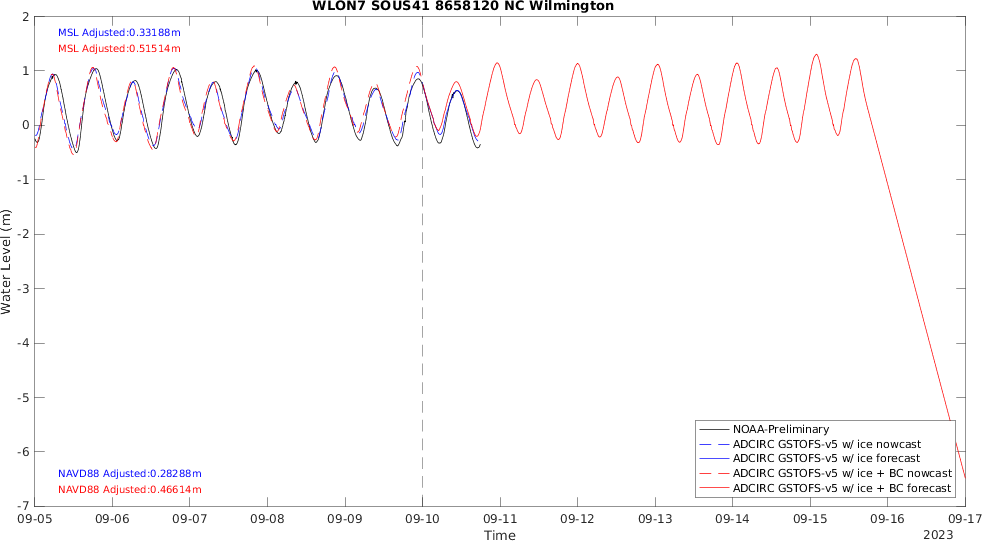 WLON7 SOUS41 8658120 NC Wilmington
MSL Adjusted:0.33188m
MSL Adjusted:0.51514m
2
1
0
-1
-2
-3
-4
-5
-6
-7
Water Level (m)
NAVD88 Adjusted:0.28288m
NAVD88 Adjusted:0.46614m
NOAA-Preliminary
ADCIRC GSTOFS-v5 w/ ice nowcast
ADCIRC GSTOFS-v5 w/ ice forecast
ADCIRC GSTOFS-v5 w/ ice + BC nowcast
ADCIRC GSTOFS-v5 w/ ice + BC forecast
09-05 09-06 09-07 09-08 09-09 09-10 09-11 09-12 09-13 09-14 09-15 09-16 09-17
Time
2023